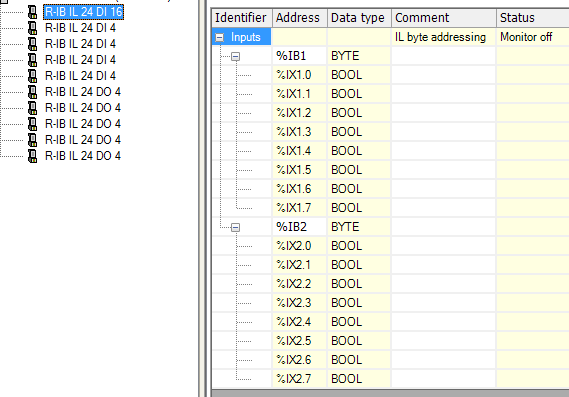 R-IB IL 24 DI 16
R-IB IL 24 DI 4
R-IB IL 24 DI 4
R-IB IL 24 DI 4
R-IB IL 24 DI 4
R-IB IL 24 DO 4
R-IB IL 24 DO 4
R-IB IL 24 DO 4
R-IB IL 24 DO 4
R-IB IL 24 DO 4
Identifier Address Data type Comment Status
Inputs IL byte addressing Monitor off
%IB1 BYTE
%IX1.0 BOOL
%IX1.1 BOOL
%IX1.2 BOOL
%IX1.3 BOOL
%IX1.4 BOOL
%IX1.5 BOOL
%IX1.6 BOOL
%IX1.7 BOOL
%IB2 BYTE
%IX2.0 BOOL
%IX2.1 BOOL
%IX2.2 BOOL
%IX2.3 BOOL
%IX2.4 BOOL
%IX2.5 BOOL
%IX2.6 BOOL
%IX2.7 BOOL